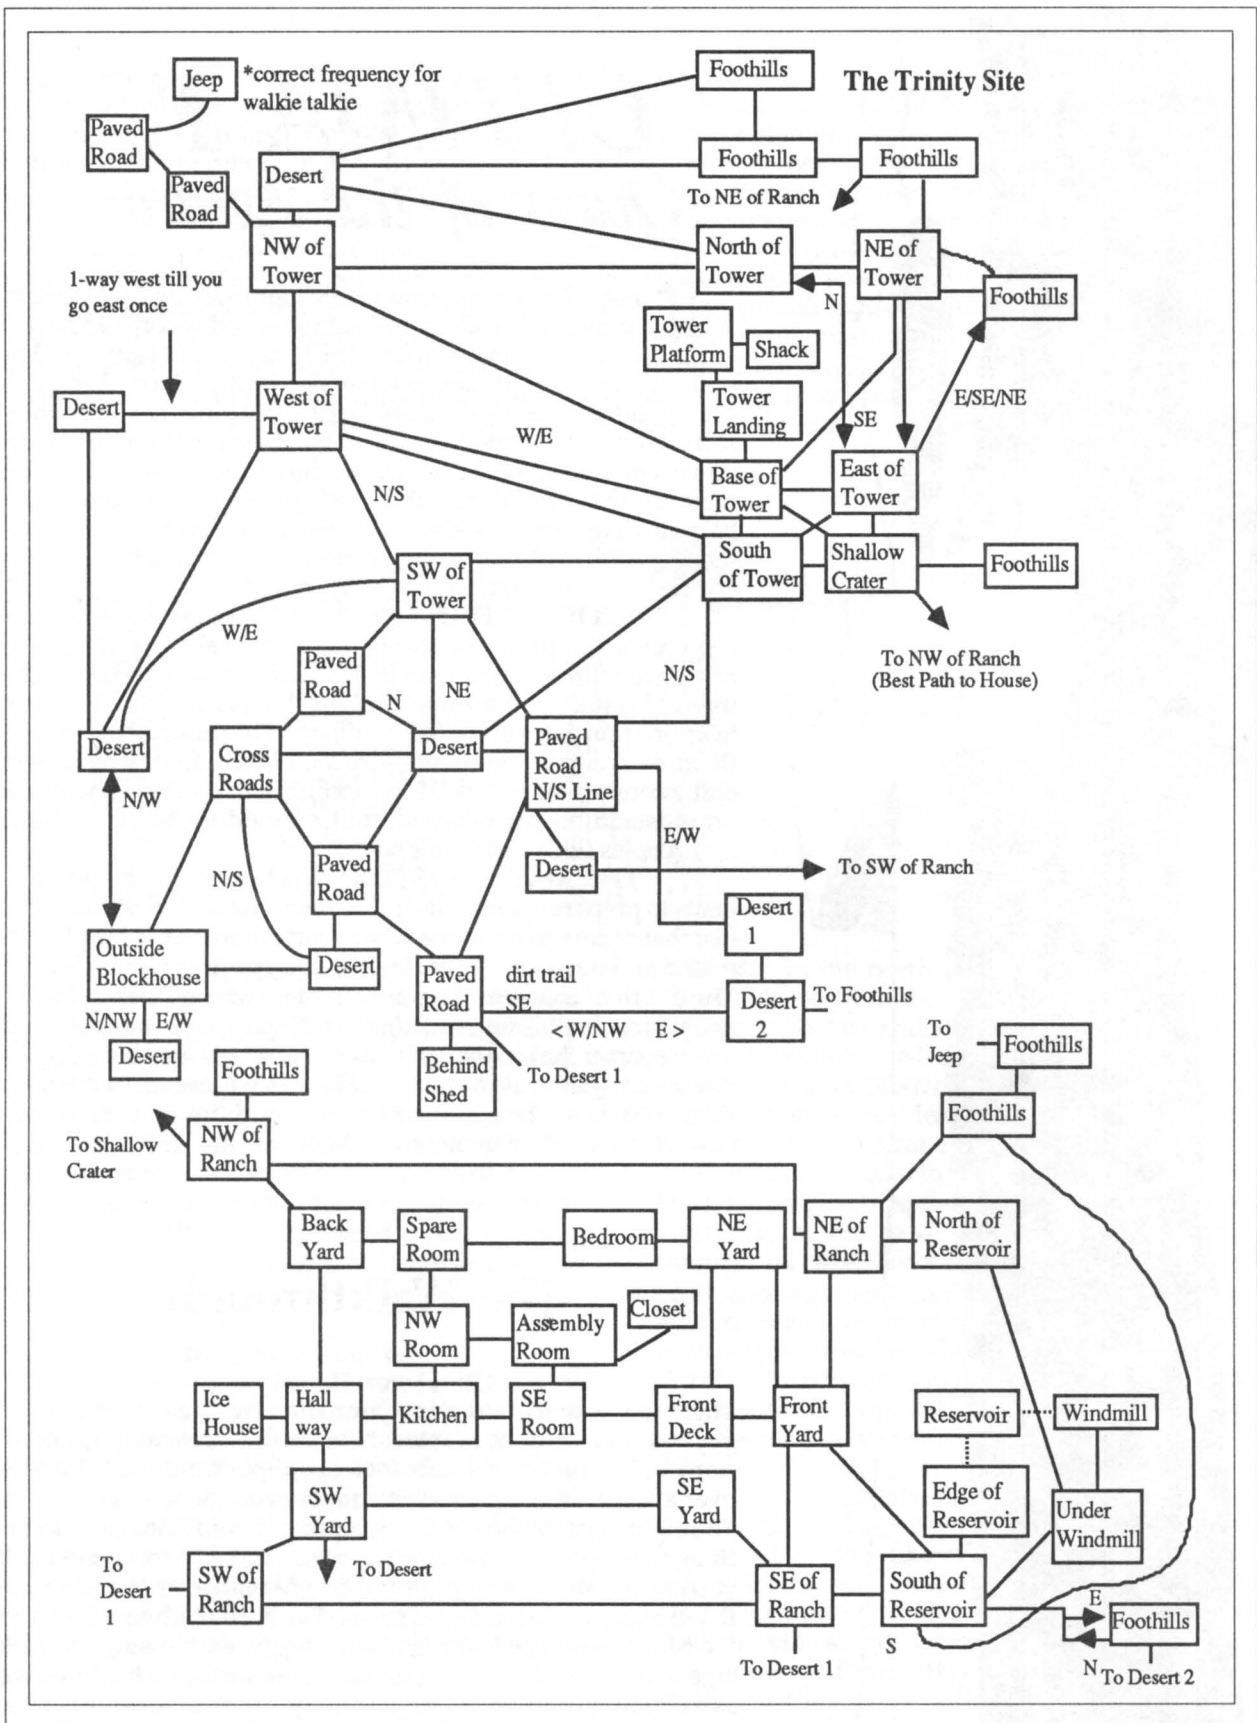 The Trinity Site
Jeep
*correct frequency for
walkie talkie
Foothills
Paved
Road
Desert
Foothills
Foothills
To NE of Ranch
Paved
Road
NW of
Tower
North of
Tower
NE of
Tower
1-way west till you
go east once
N
Foothills
Tower
Platform
Shack
Desert
West of
Tower
Tower
Landing
E/SE/NE
SE
W/E
Base of
Tower
East of
Tower
N/S
South
of Tower
Shallow
Crater
Foothills
SW of
Tower
W/E
To NW of Ranch
(Best Path to House)
Paved
Road
N/S
N
NE
Desert
Cross
Roads
Desert
Paved
Road
N/S Line
N/W
E/W
Paved
Road
Desert
To SW of Ranch
N/S
Desert
1
Outside
Blockhouse
Desert
Paved
Road
dirt trail
SE
Desert
2
To Foothills
N/NW
E/W
< W/NW
E >
To
Jeep
Foothills
Desert
Foothills
Behind
Shed
To Desert 1
Foothills
To Shallow
Crater
NW of
Ranch
Back
Yard
Spare
Room
Bedroom
NE
Yard
NE of
Ranch
North of
Reservoir
NW
Room
Assembly
Room
Closet
Ice
House
Hall
way
Kitchen
SE
Room
Front
Deck
Front
Yard
Reservoir
Windmill
SW
Yard
SE
Yard
Edge of
Reservoir
Under
Windmill
To
Desert
1
SW of
Ranch
To Desert
SE of
Ranch
South of
Reservoir
E
Foothills
S
To Desert 1
N
To Desert 2